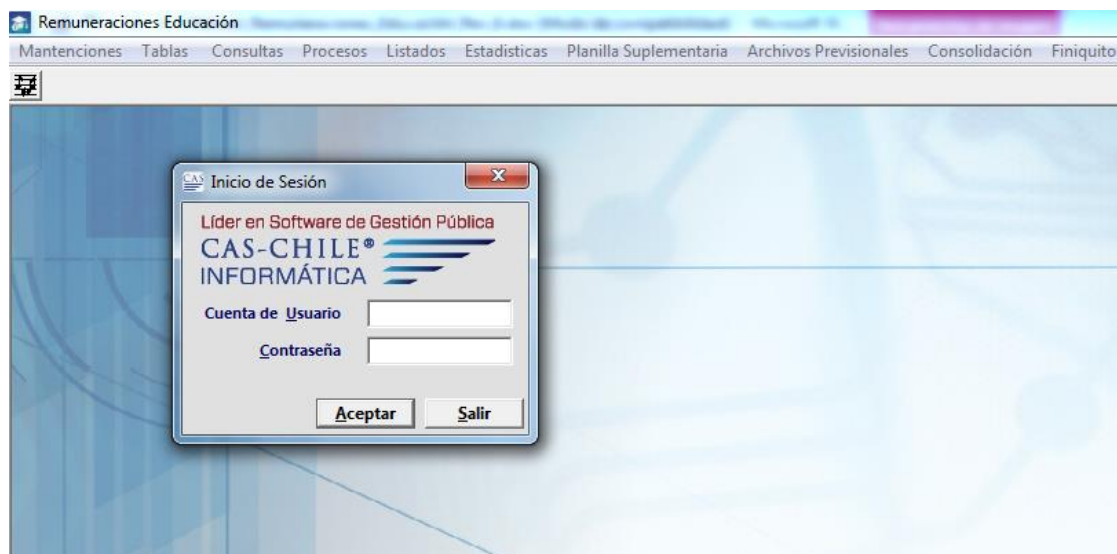 Remuneraciones Educación
Mantenciones Tablas Consultas Procesos Listados Estadisticas Planilla Suplementaria Archivos Previsionales Consolidación Finiquito
CAS Inicio de Sesión X
Líder en Software de Gestión Pública
CAS-CHILE®
INFORMÁTICA
Cuenta de Usuario
Contraseña
Aceptar Salir